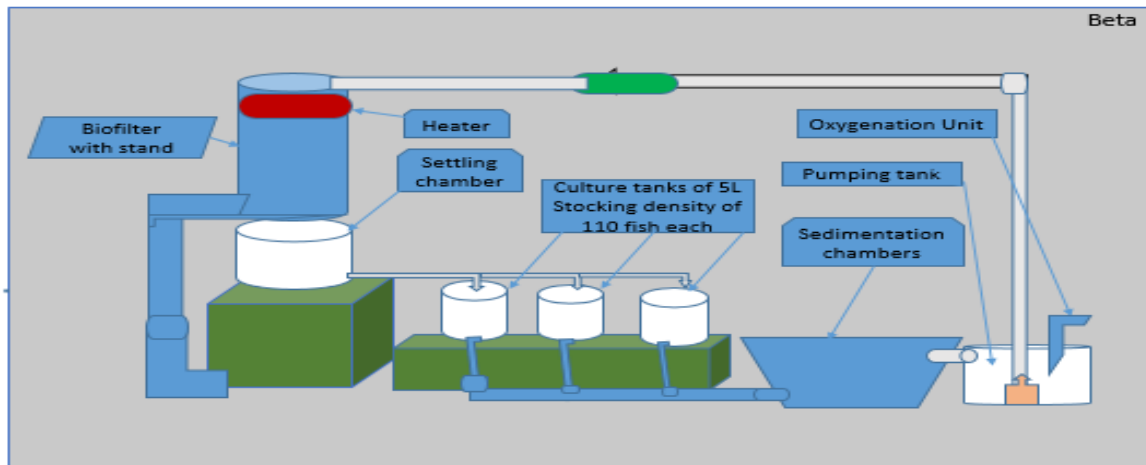 Beta
Biofilter
with stand
Heater
Settling
chamber
Culture tanks of 5L
Stocking density of
110 fish each
Oxygenation Unit
Pumping tank
Sedimentation
chambers